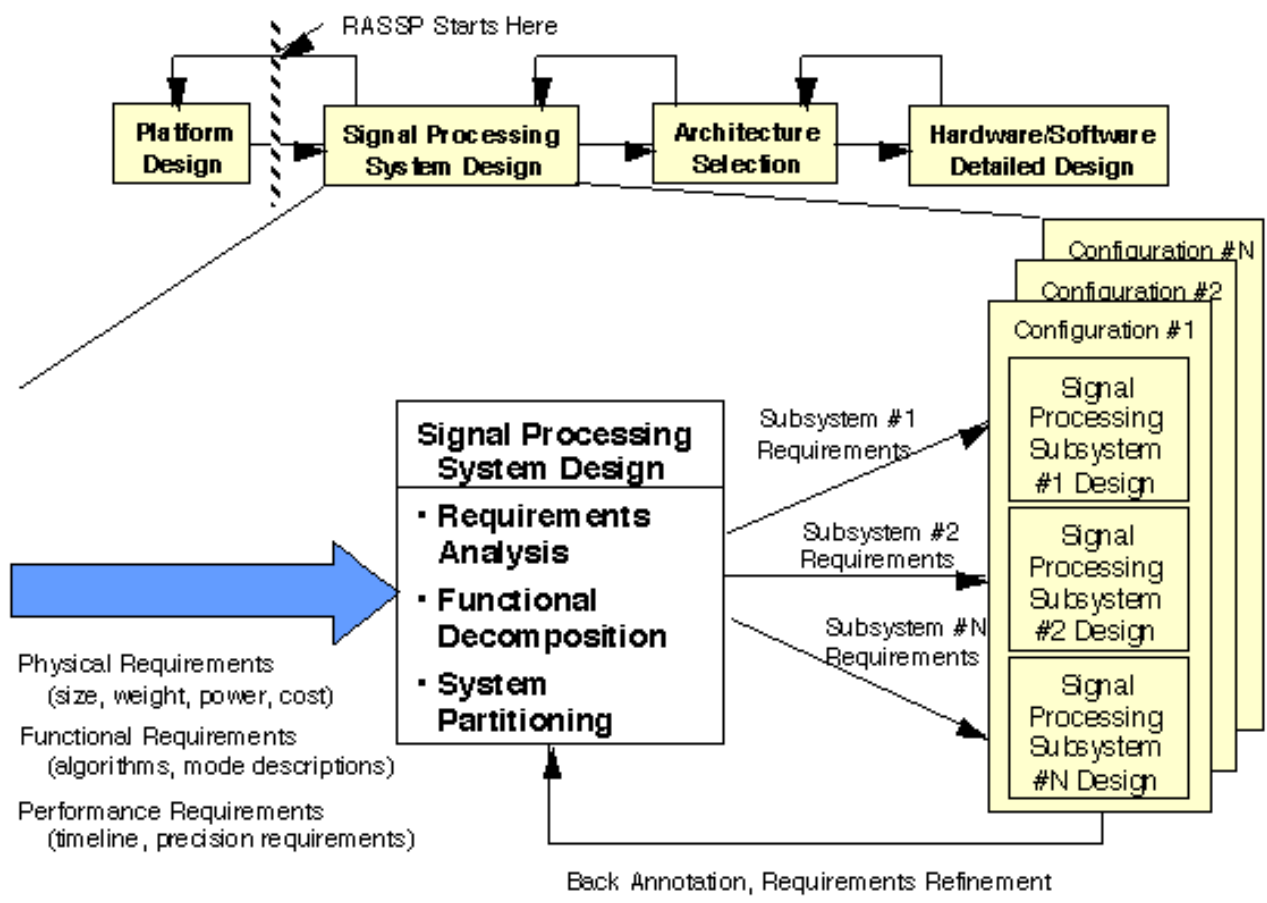 RASSP Starts Here
Platform
Design
Signal Processing
System Design
Architecture
Selection
Hardware/Software
Detailed Design
Configuration #N
Configuration #2
Configuration #1
Signal
Processing
Subsystem
#1 Design
Signal
Processing
Subsystem
#2 Design
Signal
Processing
Subsystem
#N Design
Signal Processing
System Design
· Requirements
Analysis
· Functional
Decomposition
· System
Partitioning
Subsystem #1
Requirements
Subsystem #2
Requirements
Subsystem #N
Requirements
Physical Requirements
(size, weight, power, cost)
Functional Requirements
(algorithms, mode descriptions)
Performance Requirements
(timeline, precision requirements)
Back Annotation, Requirements Refinement